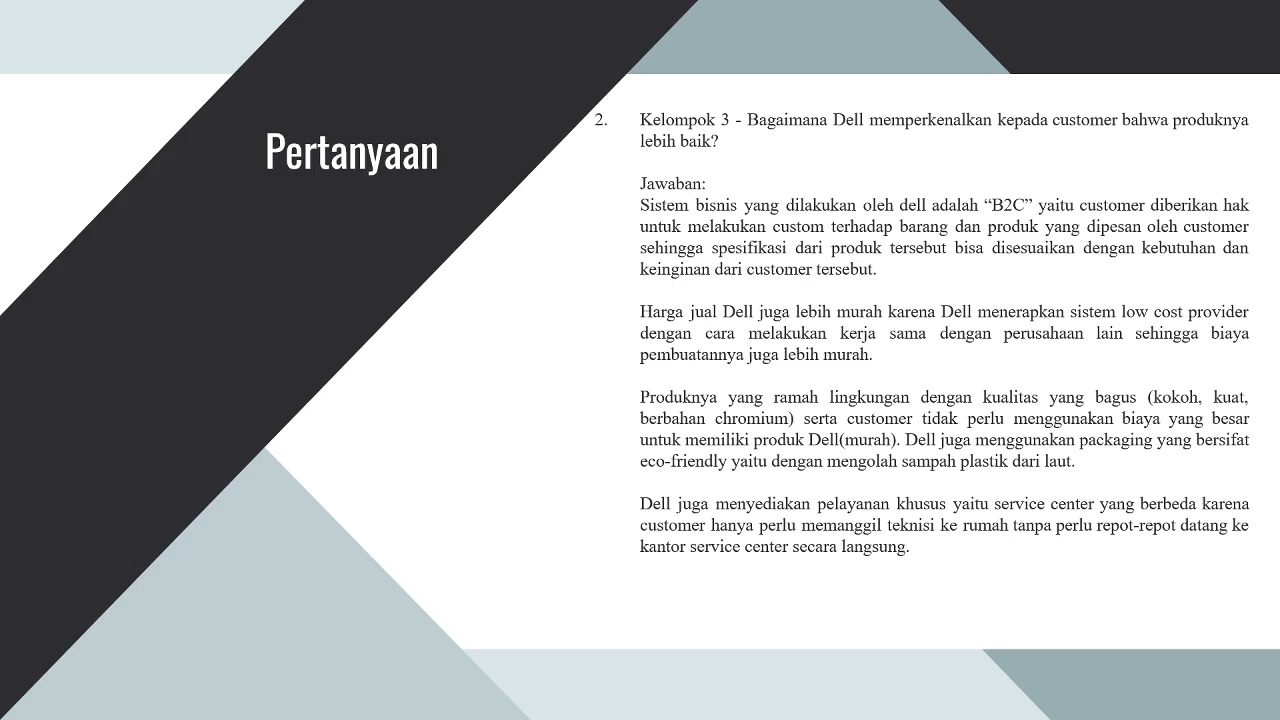 Pertanyaan
2. Kelompok 3 - Bagaimana Dell memperkenalkan kepada customer bahwa produknya
lebih baik?
Jawaban:
Sistem bisnis yang dilakukan oleh dell adalah “B2C” yaitu customer diberikan hak
untuk melakukan custom terhadap barang dan produk yang dipesan oleh customer
sehingga spesifikasi dari produk tersebut bisa disesuaikan dengan kebutuhan dan
keinginan dari customer tersebut.
Harga jual Dell juga lebih murah karena Dell menerapkan sistem low cost provider
dengan cara melakukan kerja sama dengan perusahaan lain sehingga biaya
pembuatannya juga lebih murah.
Produknya yang ramah lingkungan dengan kualitas yang bagus (kokoh, kuat,
berbahan chromium) serta customer tidak perlu menggunakan biaya yang besar
untuk memiliki produk Dell(murah). Dell juga menggunakan packaging yang bersifat
eco-friendly yaitu dengan mengolah sampah plastik dari laut.
Dell juga menyediakan pelayanan khusus yaitu service center yang berbeda karena
customer hanya perlu memanggil teknisi ke rumah tanpa perlu repot-repot datang ke
kantor service center secara langsung.